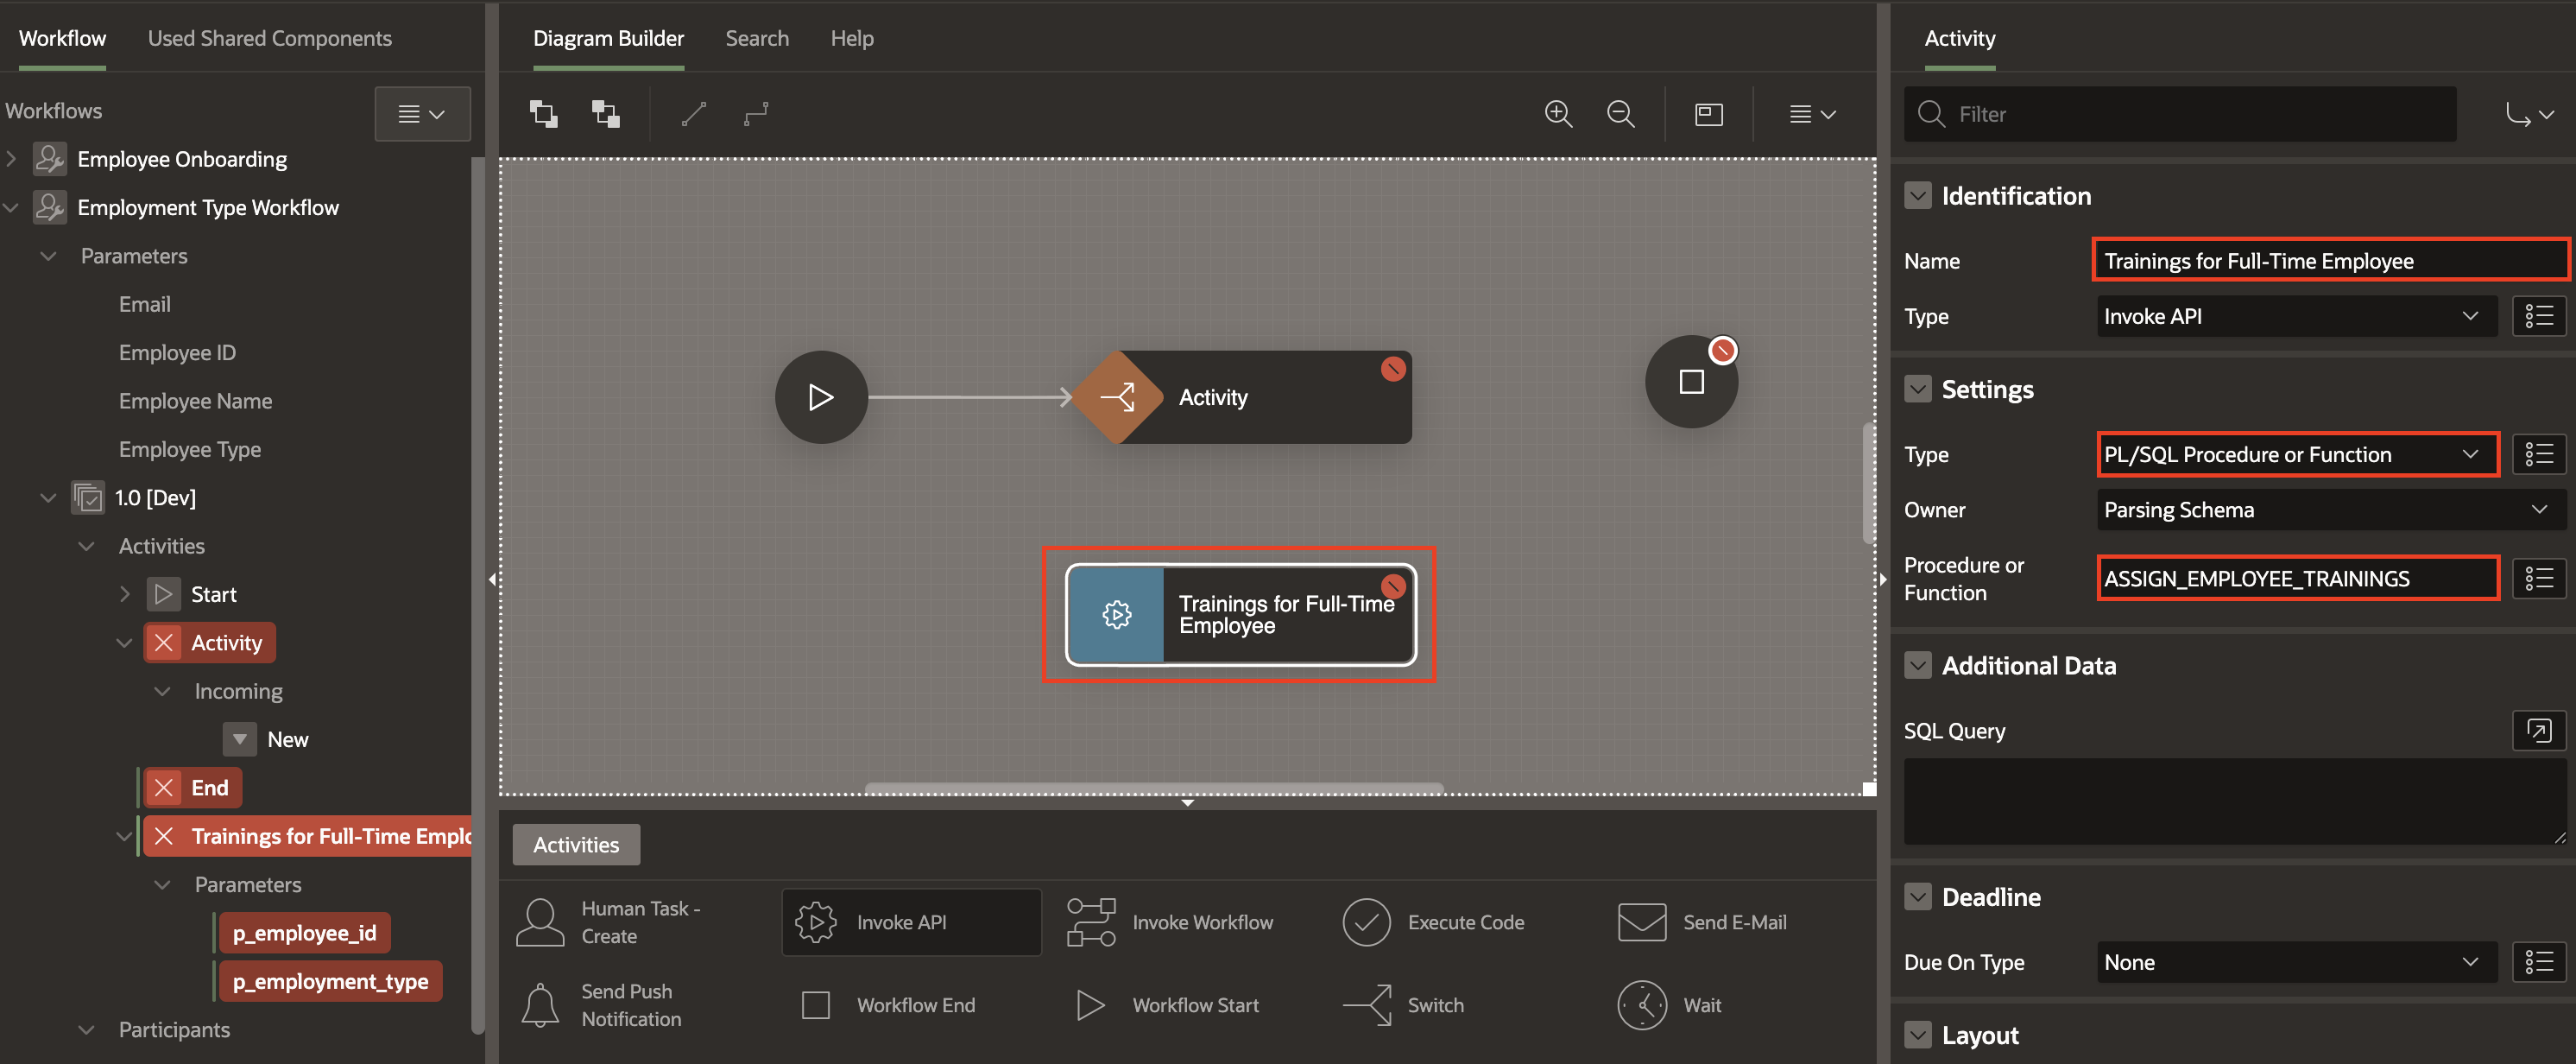 Workflow
Used Shared Components
Workflows
Employee Onboarding
Employment Type Workflow
Parameters
Email
Employee ID
Employee Name
Employee Type
1.0 [Dev]
Activities
Start
Activity
Incoming
New
End
Trainings for Full-Time Emplo
Parameters
p_employee_id
p_employment_type
Participants
Diagram Builder
Search
Help
Activity
Trainings for Full-Time
Employee
Activities
Human Task -
Create
Invoke API
Invoke Workflow
Execute Code
Send E-Mail
Send Push
Notification
Workflow End
Workflow Start
Switch
Wait
Activity
Filter
Identification
Name
Trainings for Full-Time Employee
Type
Invoke API
Settings
Type
PL/SQL Procedure or Function
Owner
Parsing Schema
Procedure or
Function
ASSIGN_EMPLOYEE_TRAININGS
Additional Data
SQL Query
Deadline
Due On Type
None
Layout